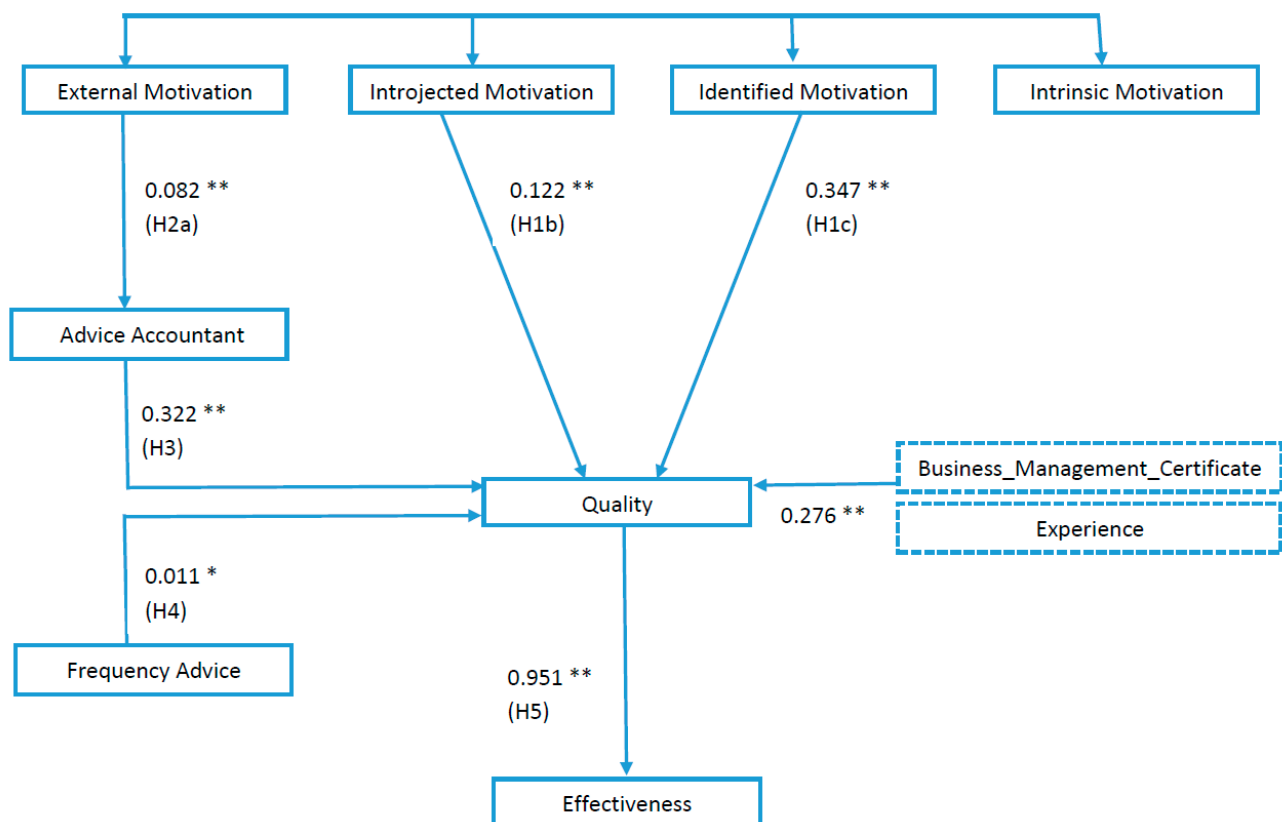 External Motivation
Introjected Motivation
Identified Motivation
Intrinsic Motivation
0.082 **
(H2a)
0.122 **
(H1b)
0.347 **
(H1c)
Advice Accountant
0.322 **
(H3)
Business_Management_Certificate
Quality
0.276 **
Experience
0.011 *
(H4)
Frequency Advice
0.951 **
(H5)
Effectiveness